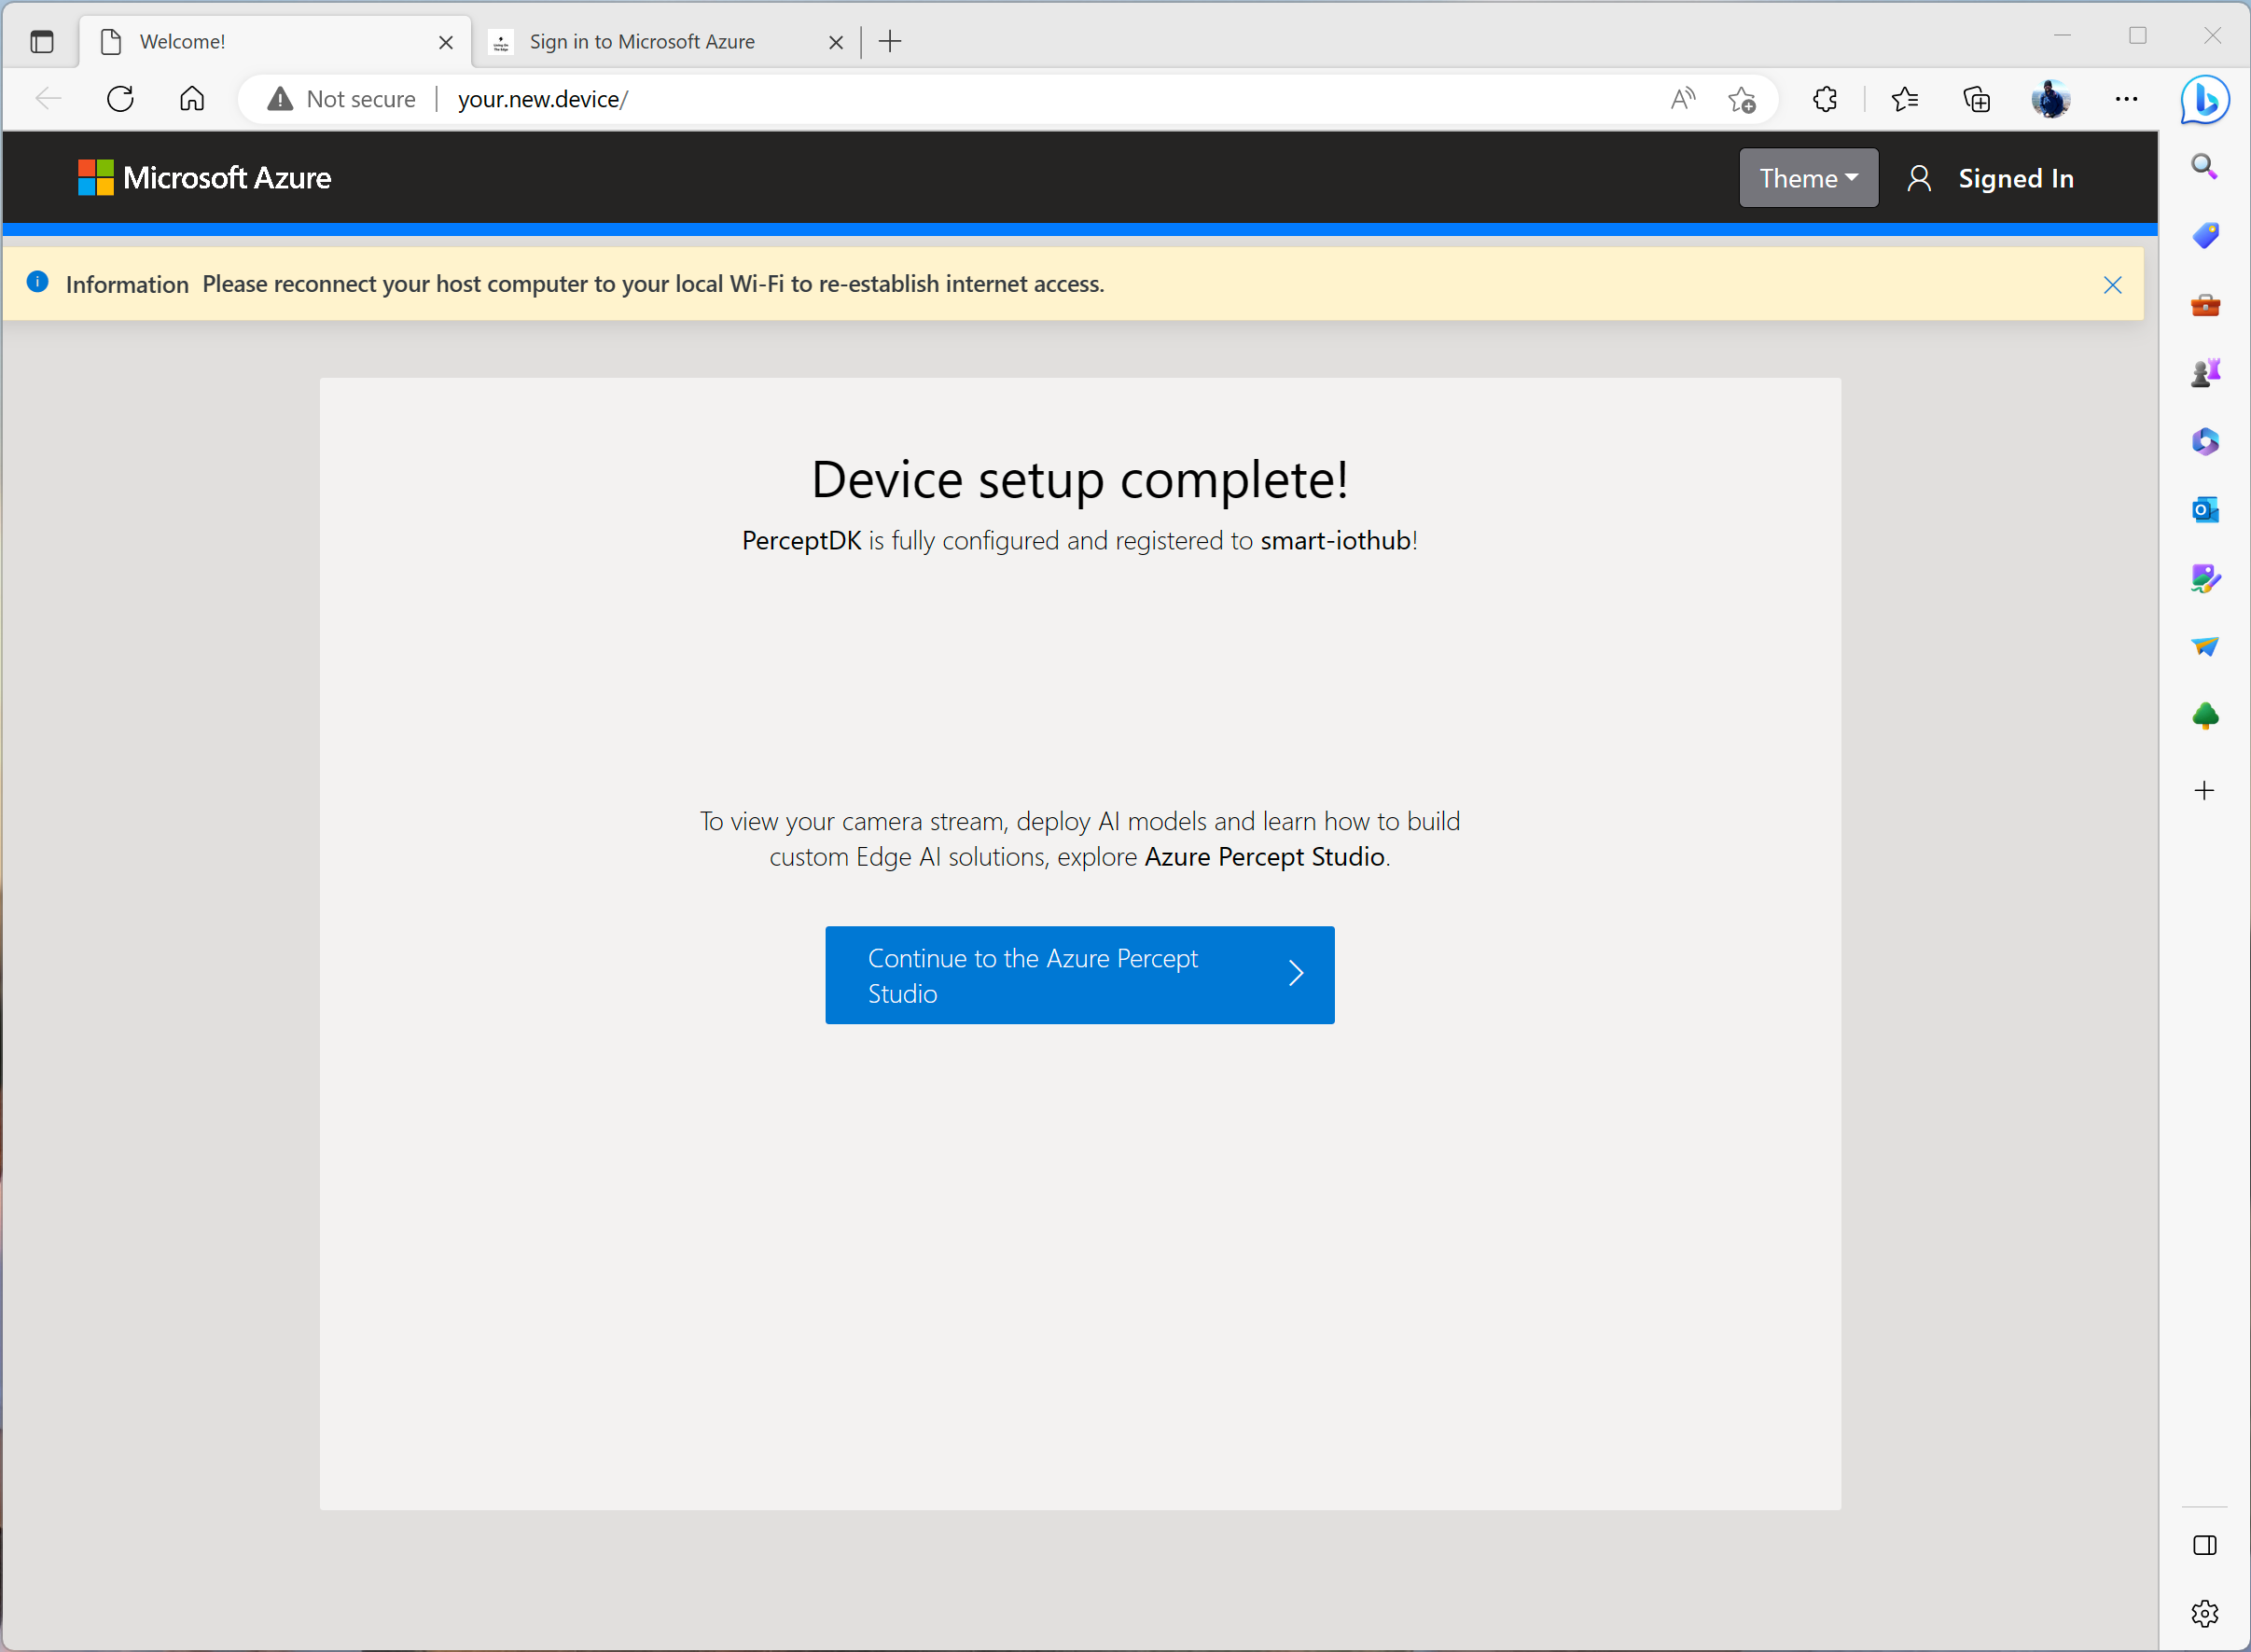 Welcome!
Sign in to Microsoft Azure
Not secure
your.new.device/
Microsoft Azure
Theme
Signed In
Information Please reconnect your host computer to your local Wi-Fi to re-establish internet access.
Device setup complete!
PerceptDK is fully configured and registered to smart-iothub!
To view your camera stream, deploy AI models and learn how to build
custom Edge AI solutions, explore Azure Percept Studio.
Continue to the Azure Percept
Studio